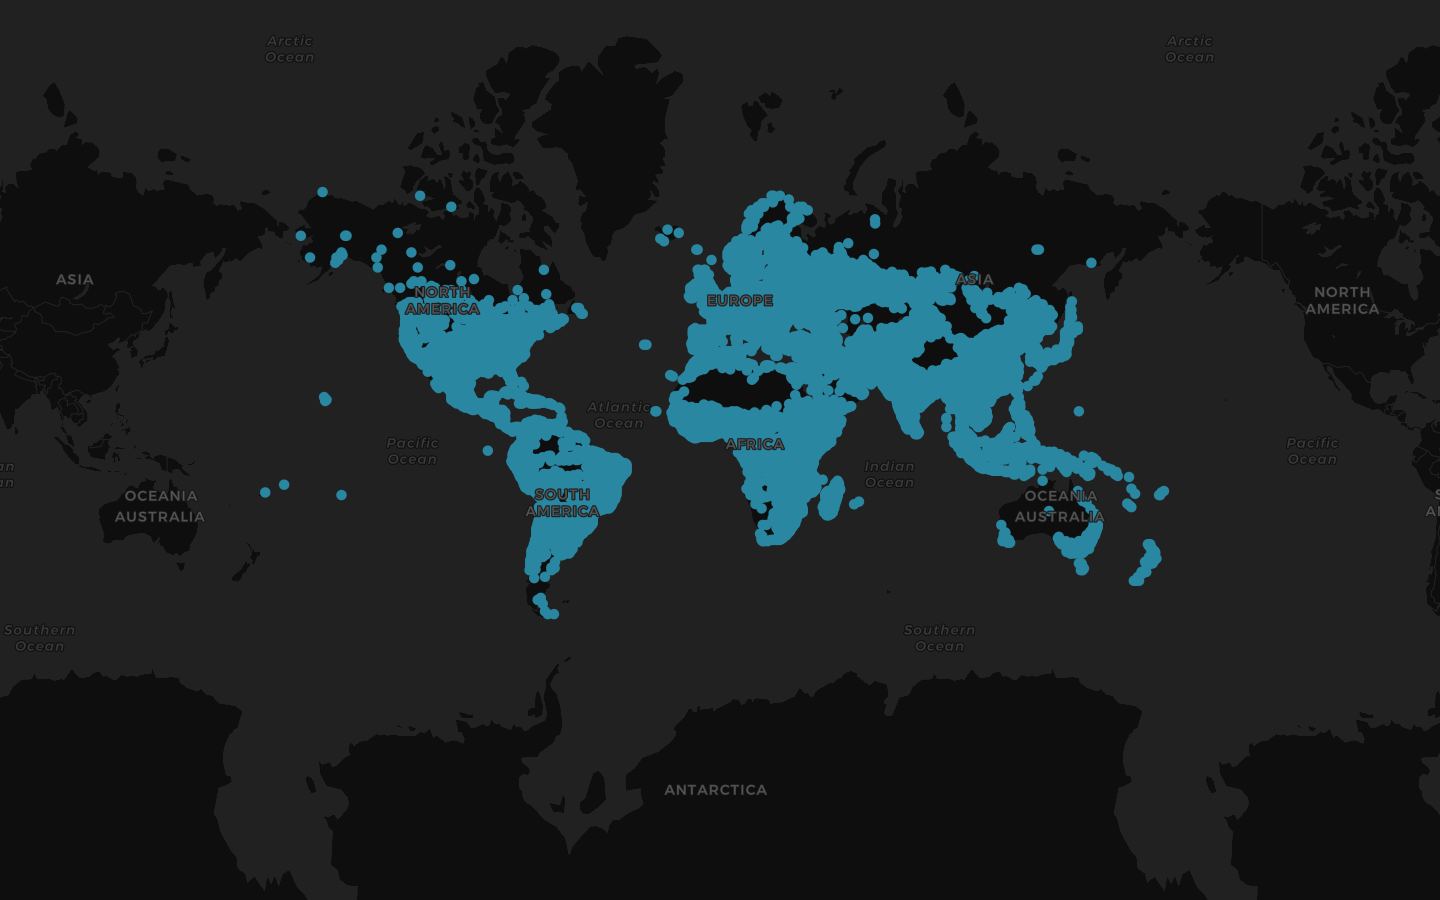 Arctic
Ocean
Arctic
Ocean
ASIA
NORTH
AMERICA
EUROPE
ASIA
NORTH
AMERICA
Atlantic
Ocean
Pacific
Ocean
AFRICA
Indian
Ocean
Pacific
Ocean
an
an
OCEANIA
AUSTRALIA
SOUTH
AMERICA
OCEANIA
AUSTRALIA
S
A
Southern
Ocean
Southern
Ocean
ANTARCTICA